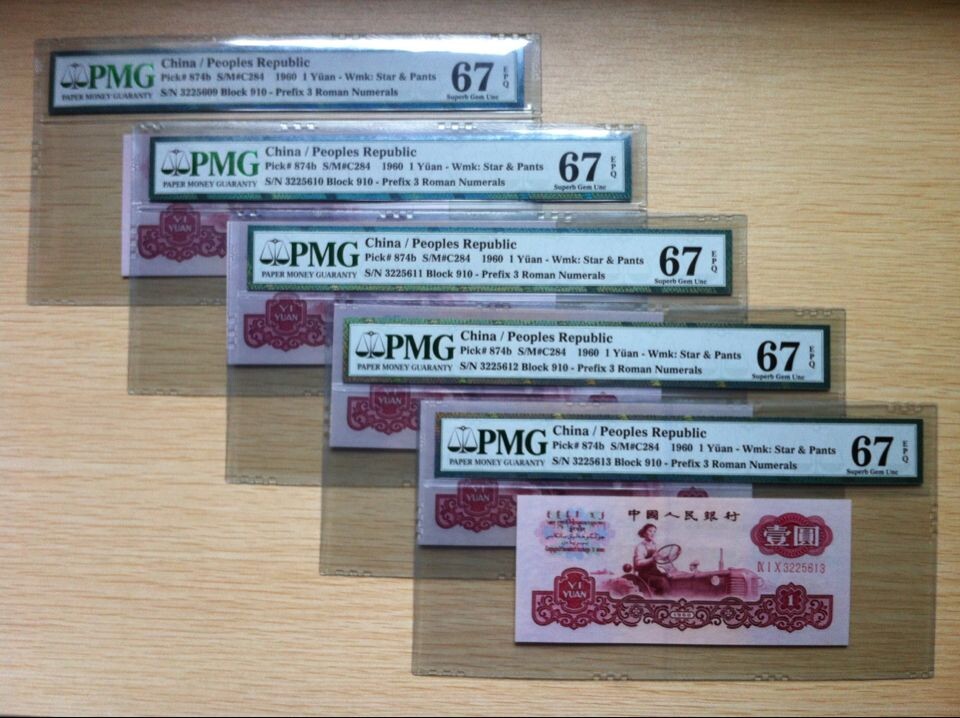 PMG
PAPER MONEY GUARANTY
China / Peoples Republic
Pick# 874b S/M#C284 1960 1 Yüan - Wmk: Star & Pants
S/N 3225609 Block 910 - Prefix 3 Roman Numerals
67 EPQ
Superb Gem Unc
PMG
PAPER MONEY GUARANTY
China / Peoples Republic
Pick# 874b S/M#C284 1960 1 Yüan - Wmk: Star & Pants
S/N 3225610 Block 910 - Prefix 3 Roman Numerals
67 EPQ
Superb Gem Unc
YI
YUAN
PMG
PAPER MONEY GUARANTY
China / Peoples Republic
Pick# 874b S/M#C284 1960 1 Yüan - Wmk: Star & Pants
S/N 3225611 Block 910 - Prefix 3 Roman Numerals
67 EPQ
Superb Gem Unc
YI
YUAN
PMG
PAPER MONEY GUARANTY
China / Peoples Republic
Pick# 874b S/M#C284 1960 1 Yüan - Wmk: Star & Pants
S/N 3225612 Block 910 - Prefix 3 Roman Numerals
67 EPQ
Superb Gem Unc
YUAN
PMG
PAPER MONEY GUARANTY
China / Peoples Republic
Pick# 874b S/M#C284 1960 1 Yüan - Wmk: Star & Pants
S/N 3225613 Block 910 - Prefix 3 Roman Numerals
67 EPQ
Superb Gem Unc
YUAN
中國人民銀行
壹圓
IX I X 3225613
YI
YUAN
1960
1